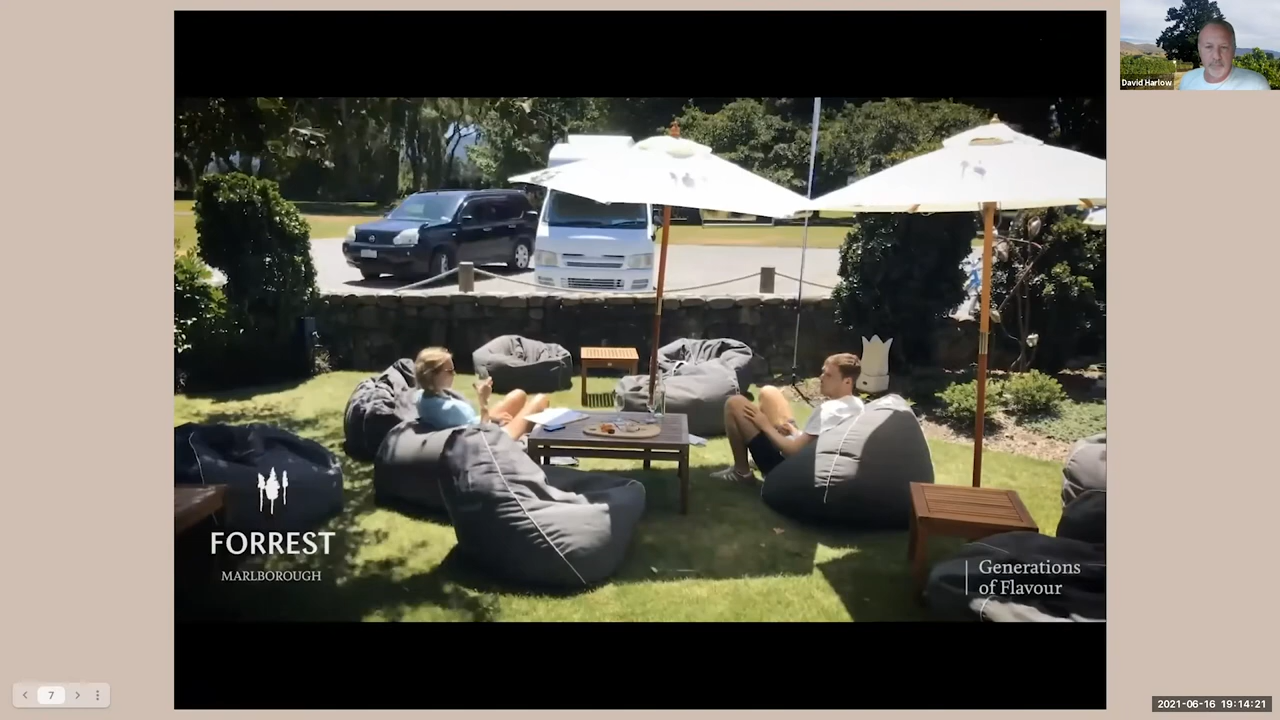 David Harlow
FORREST
MARLBOROUGH
Generations
of Flavour
7
2021-06-16 19:14:21